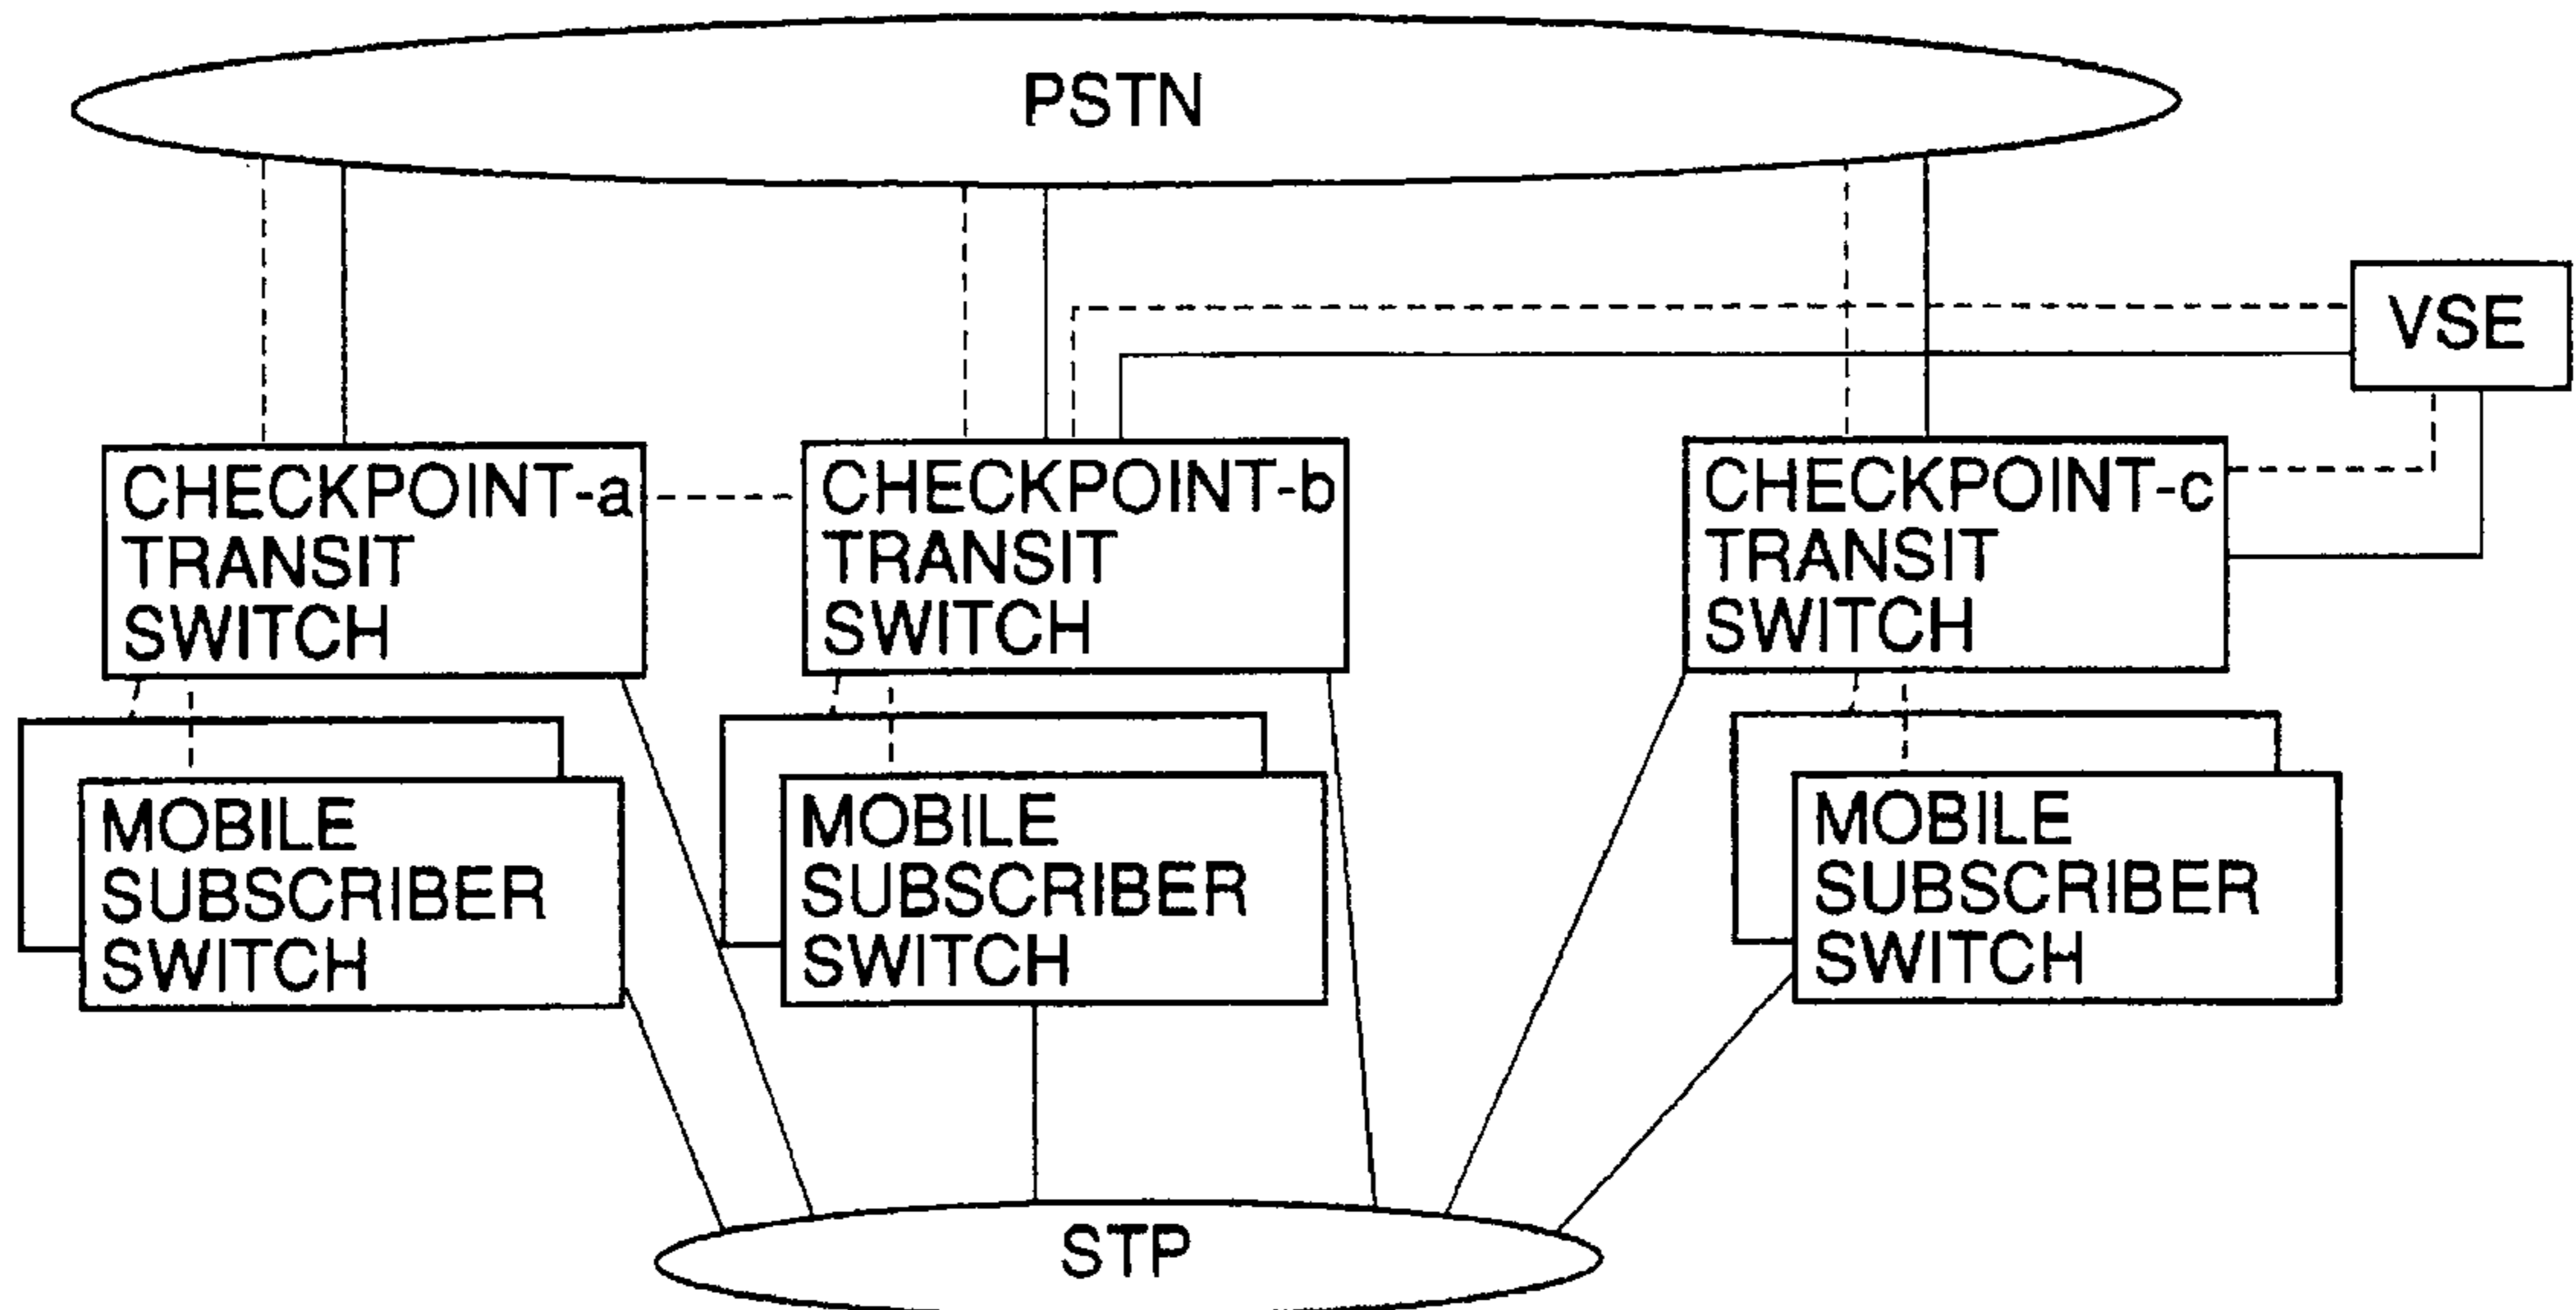 PSTN
VSE
CHECKPOINT-a
TRANSIT
SWITCH
CHECKPOINT-b
TRANSIT
SWITCH
CHECKPOINT-c
TRANSIT
SWITCH
MOBILE
SUBSCRIBER
SWITCH
MOBILE
SUBSCRIBER
SWITCH
MOBILE
SUBSCRIBER
SWITCH
STP